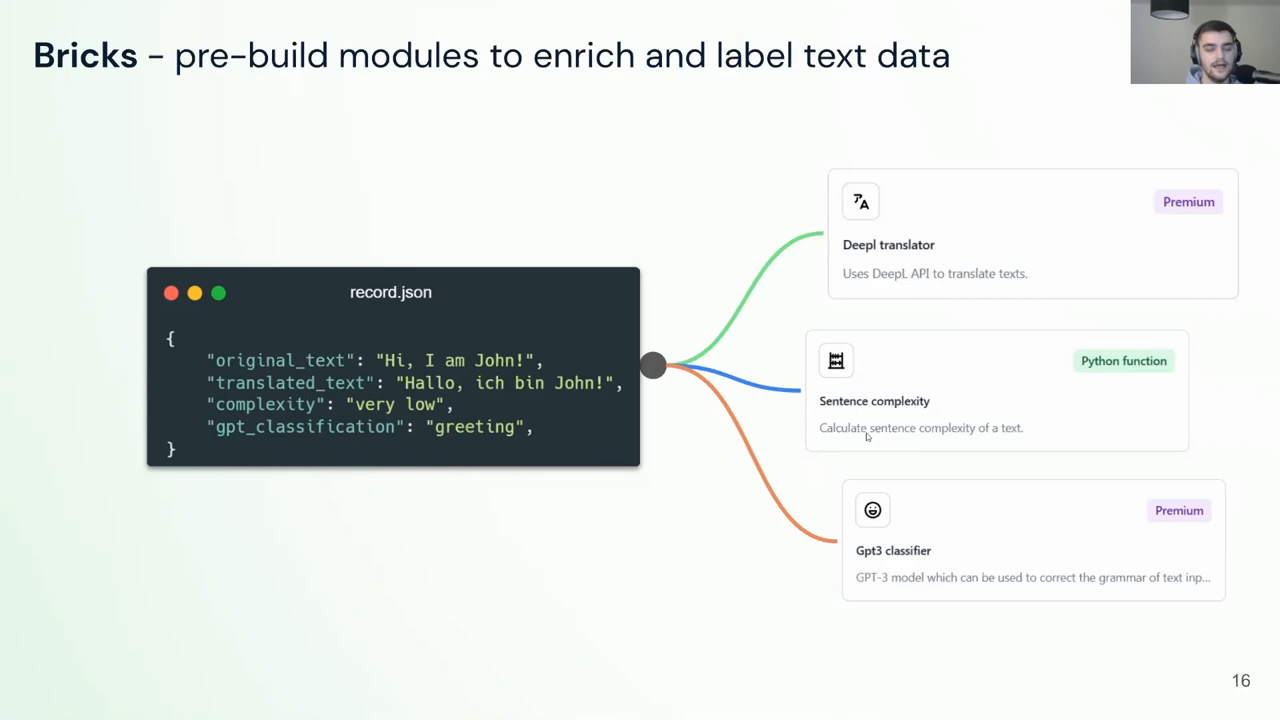 Bricks - pre-build modules to enrich and label text data
record.json
{
"original_text": "Hi, I am John!",
"translated_text": "Hallo, ich bin John!",
"complexity": "very low",
"gpt_classification": "greeting",
}
Premium
Deepl translator
Uses DeepL API to translate texts.
Python function
Sentence complexity
Calculate sentence complexity of a text.
Premium
Gpt3 classifier
GPT-3 model which can be used to correct the grammar of text inp...
16